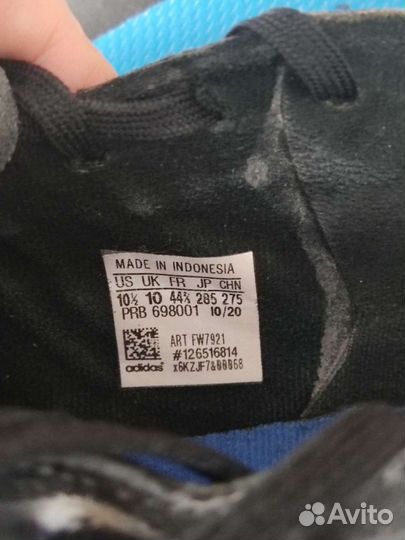 MADE IN INDONESIA
US UK FR JP CHN
10½ 10 44⅔ 285 275
PRB 698001 10/20
ART FW7921
#126516814
adidas x6KZJF7&
Avito